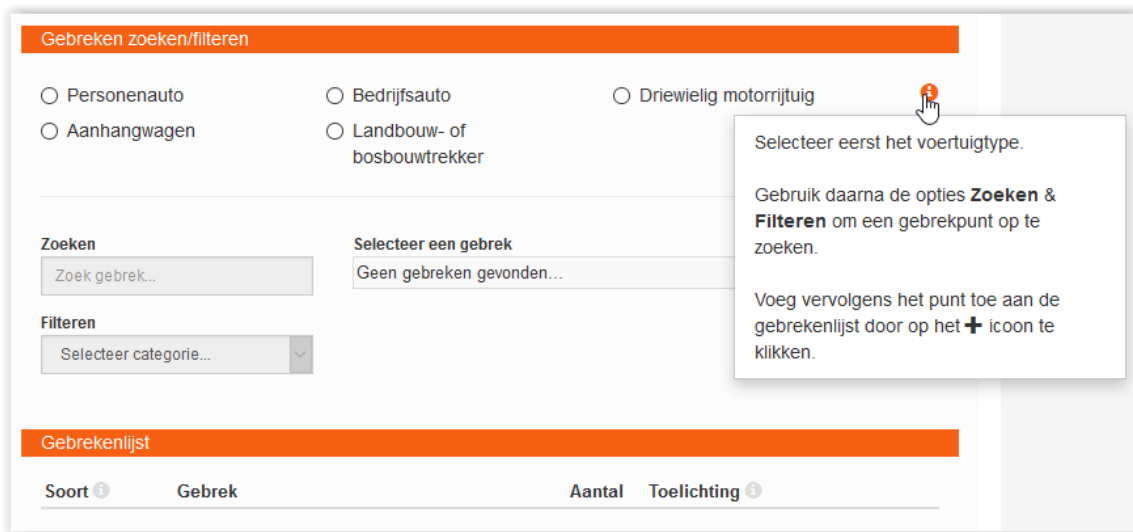 Gebreken zoeken/filteren
Personenauto
Bedrijfsauto
Driewielig motorrijtuig
Aanhangwagen
Landbouw- of
bosbouwtrekker
Selecteer eerst het voertuigtype.
Gebruik daarna de opties Zoeken &
Filteren om een gebrekpunt op te
zoeken.
Voeg vervolgens het punt toe aan de
gebrekenlijst door op het + icoon te
klikken.
Zoeken
Zoek gebrek...
Selecteer een gebrek
Geen gebreken gevonden...
Filteren
Selecteer categorie...
Gebrekenlijst
Soort
Gebrek
Aantal
Toelichting